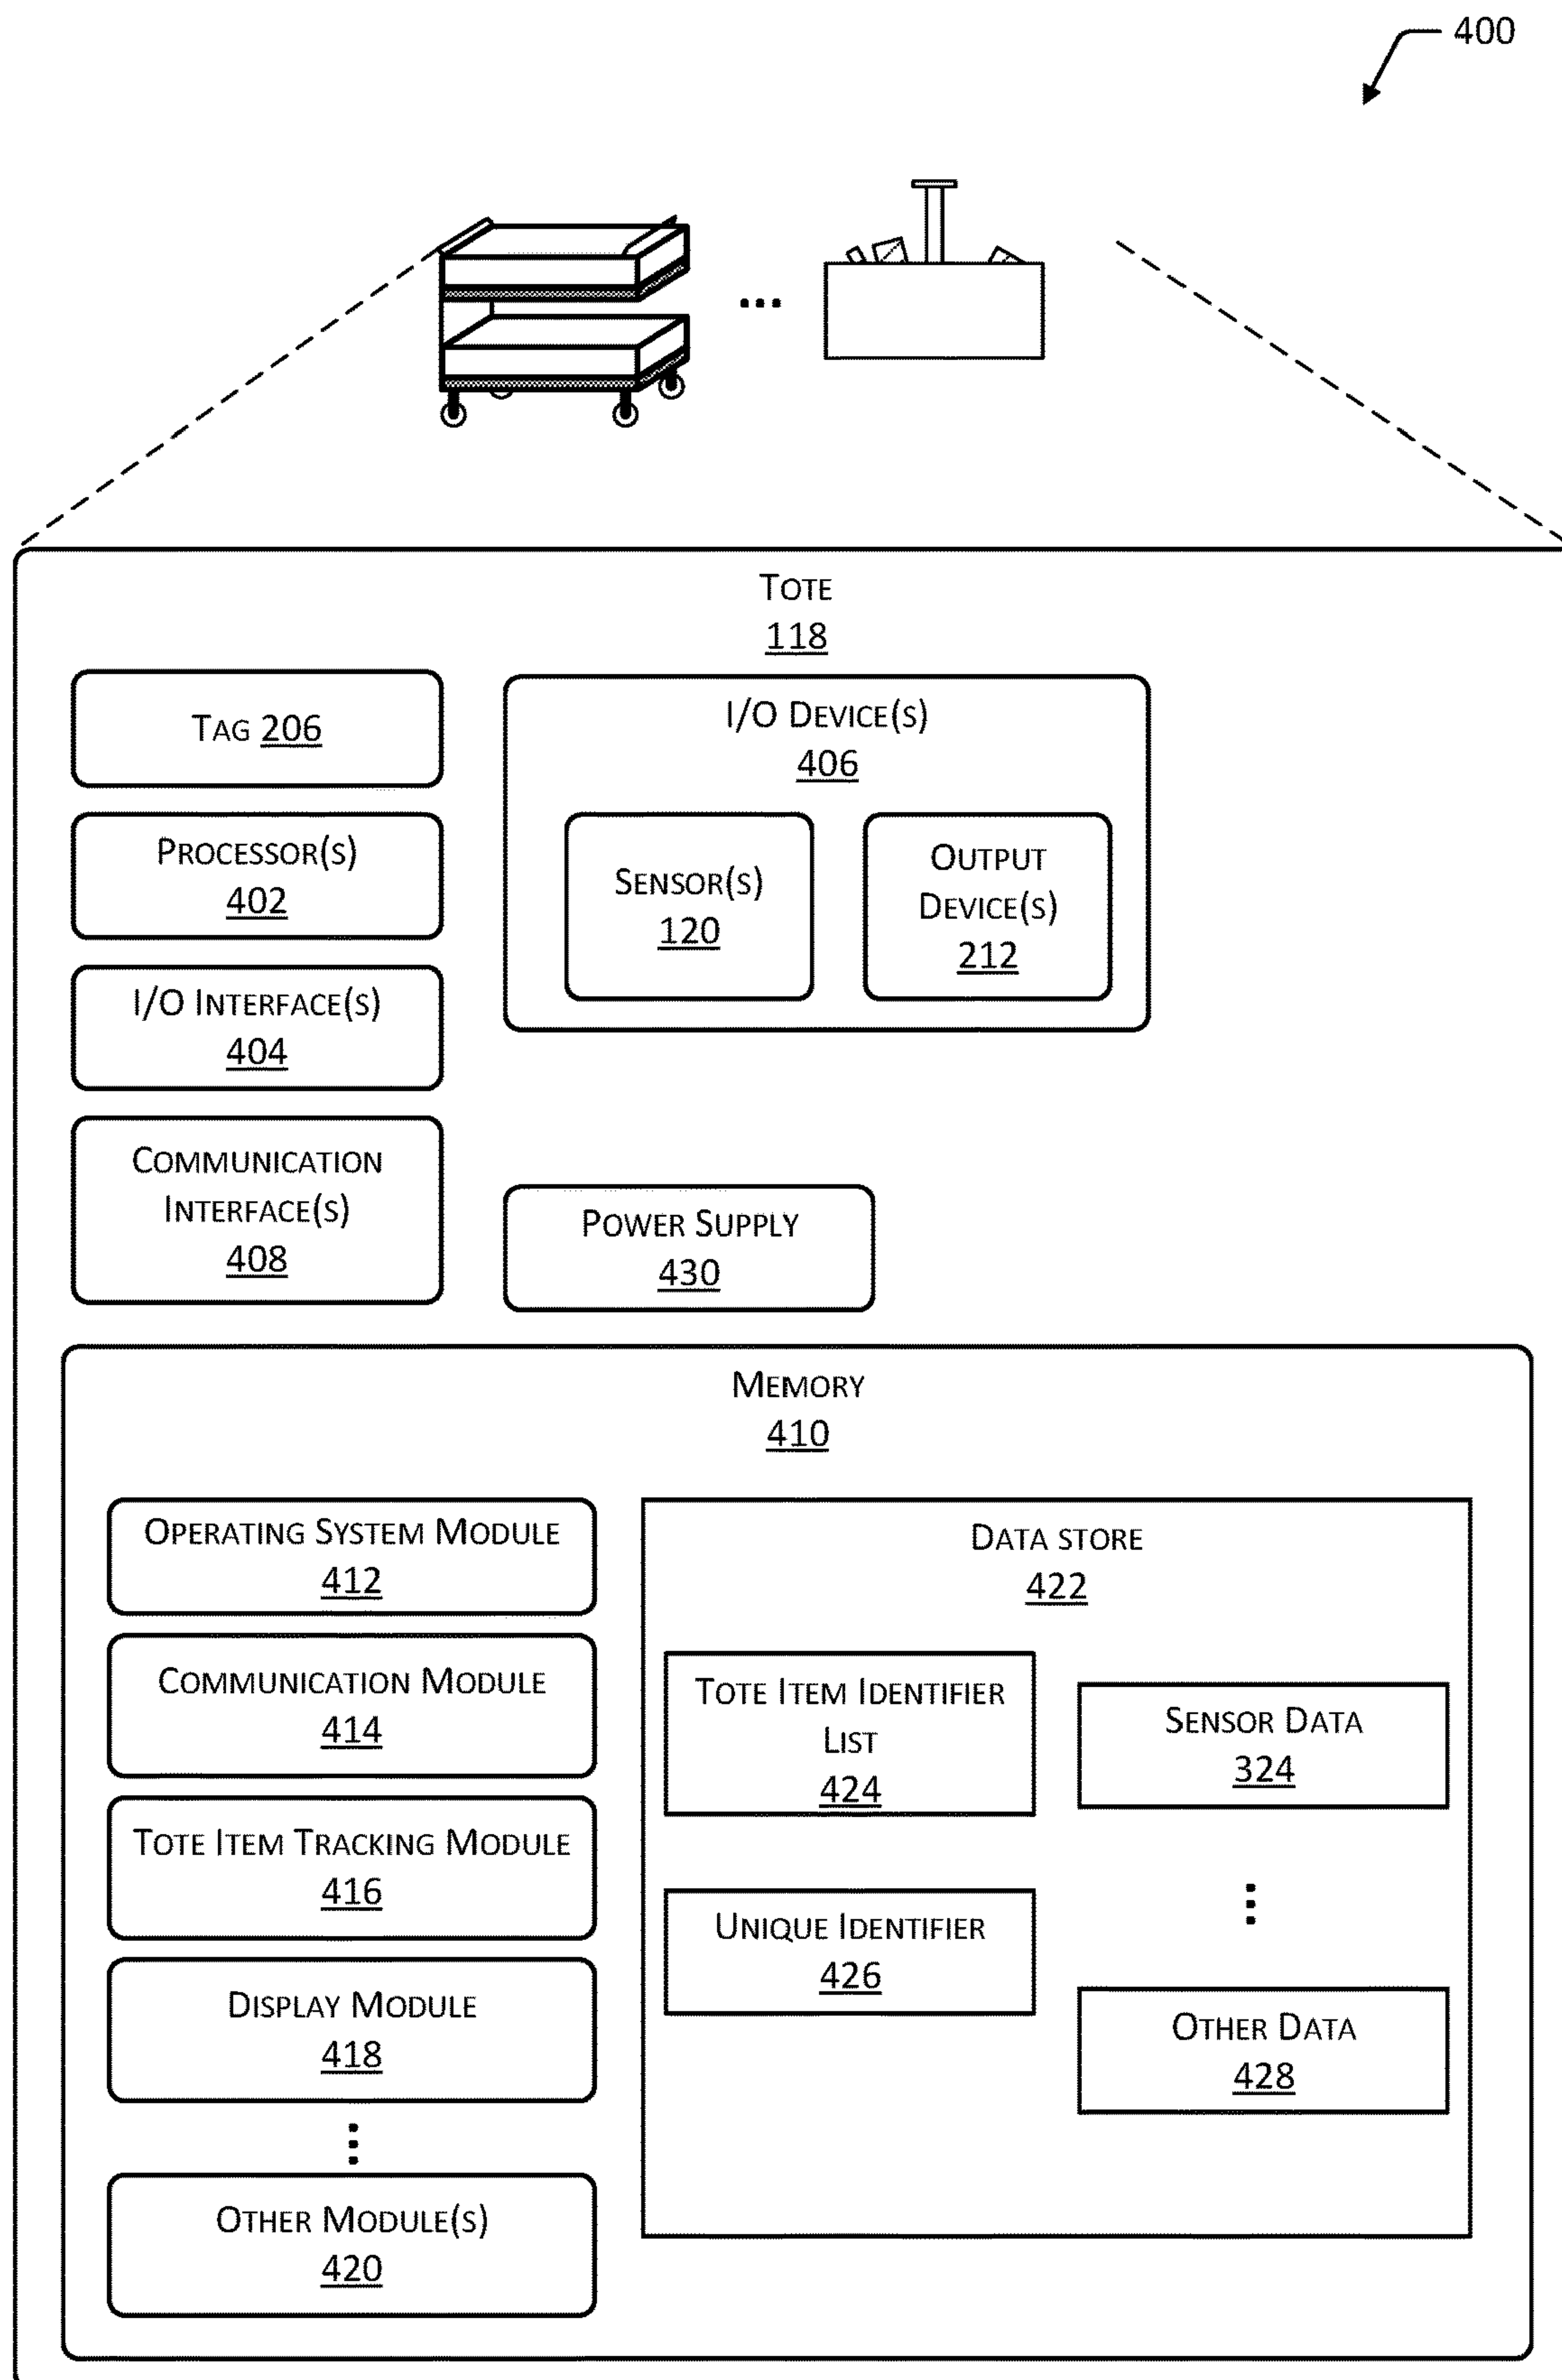 400
TOTE
118
TAG 206
PROCESSOR(S)
402
I/O INTERFACE(S)
404
COMMUNICATION
INTERFACE(S)
408
I/O DEVICE(S)
406
SENSOR(S)
120
OUTPUT
DEVICE(S)
212
POWER SUPPLY
430
MEMORY
410
OPERATING SYSTEM MODULE
412
COMMUNICATION MODULE
414
TOTE ITEM TRACKING MODULE
416
DISPLAY MODULE
418
OTHER MODULE(S)
420
DATA STORE
422
TOTE ITEM IDENTIFIER
LIST
424
UNIQUE IDENTIFIER
426
SENSOR DATA
324
OTHER DATA
428